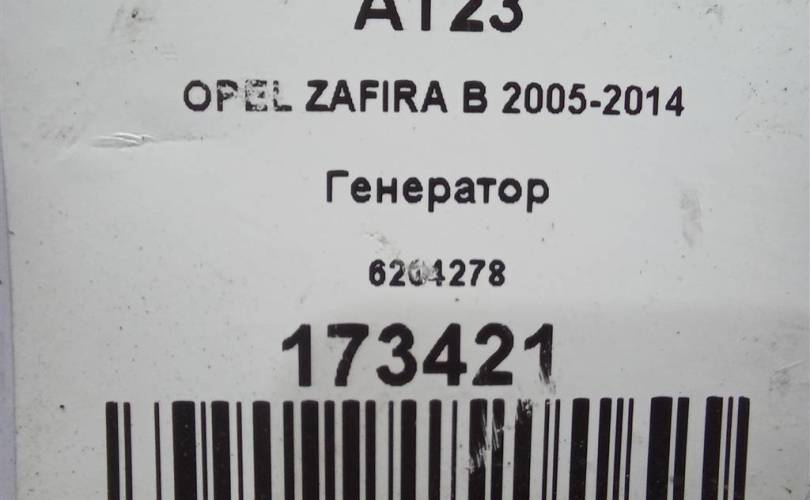 A123
OPEL ZAFIRA B 2005-2014
Генератор
6204278
173421